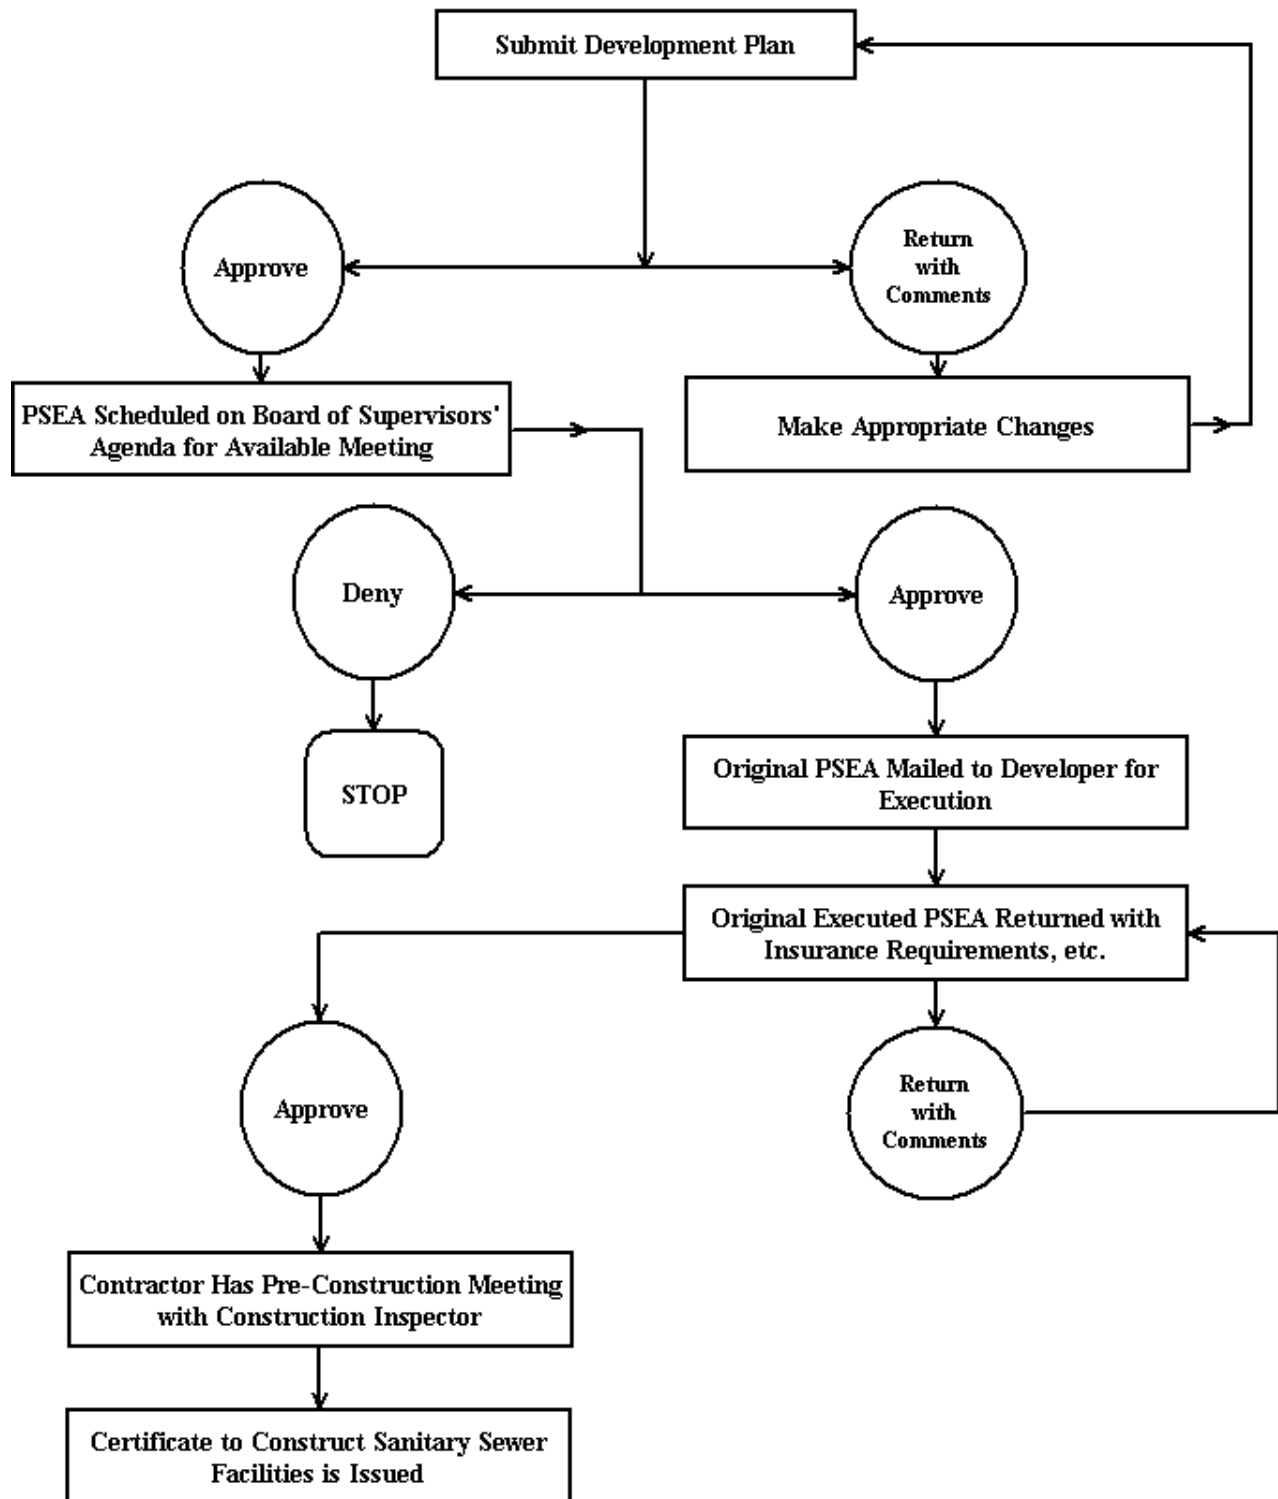 Submit Development Plan
Approve
Return
with
Comments
PSEA Scheduled on Board of Supervisors'
Agenda for Available Meeting
Make Appropriate Changes
Deny
Approve
STOP
Original PSEA Mailed to Developer for
Execution
Original Executed PSEA Returned with
Insurance Requirements, etc.
Approve
Return
with
Comments
Contractor Has Pre-Construction Meeting
with Construction Inspector
Certificate to Construct Sanitary Sewer
Facilities is Issued